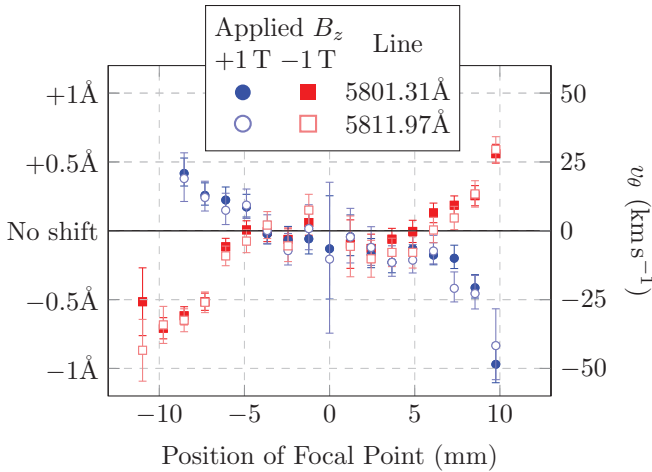 Applied B_z
+1 T −1 T Line
5801.31Å
5811.97Å
+1Å
+0.5Å
No shift
−0.5Å
−1Å
50
25
0
−25
−50
v_θ (km s⁻¹)
−10 −5 0 5 10
Position of Focal Point (mm)